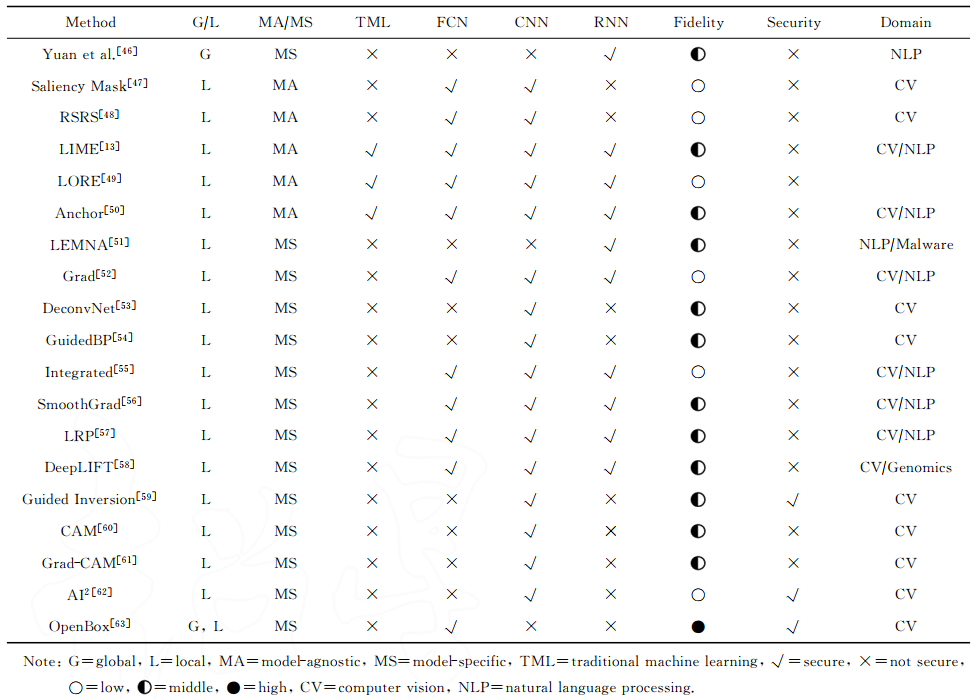 Method G/L MA/MS TML FCN CNN RNN Fidelity Security Domain
Yuan et al.[46] G MS × × × √ ◐ × NLP
Saliency Mask[47] L MA × √ √ × ○ × CV
RSRS[48] L MA × √ √ × ○ × CV
LIME[13] L MA √ √ √ √ ◐ × CV/NLP
LORE[49] L MA √ √ √ √ ○ ×
Anchor[50] L MA √ √ √ √ ◐ × CV/NLP
LEMNA[51] L MS × × × √ ◐ × NLP/Malware
Grad[52] L MS × √ √ √ ○ × CV/NLP
DeconvNet[53] L MS × × √ × ◐ × CV
GuidedBP[54] L MS × × √ × ◐ × CV
Integrated[55] L MS × √ √ √ ○ × CV/NLP
SmoothGrad[56] L MS × √ √ √ ◐ × CV/NLP
LRP[57] L MS × √ √ √ ◐ × CV/NLP
DeepLIFT[58] L MS × √ √ √ ◐ × CV/Genomics
Guided Inversion[59] L MS × × √ × ◐ √ CV
CAM[60] L MS × × √ × ◐ × CV
Grad-CAM[61] L MS × × √ × ◐ × CV
AI²[62] L MS × × √ × ○ √ CV
OpenBox[63] G, L MS × √ × × ● √ CV
Note: G=global, L=local, MA=model-agnostic, MS=model-specific, TML=traditional machine learning, √=secure, ×=not secure,
○=low, ◐=middle, ●=high, CV=computer vision, NLP=natural language processing.